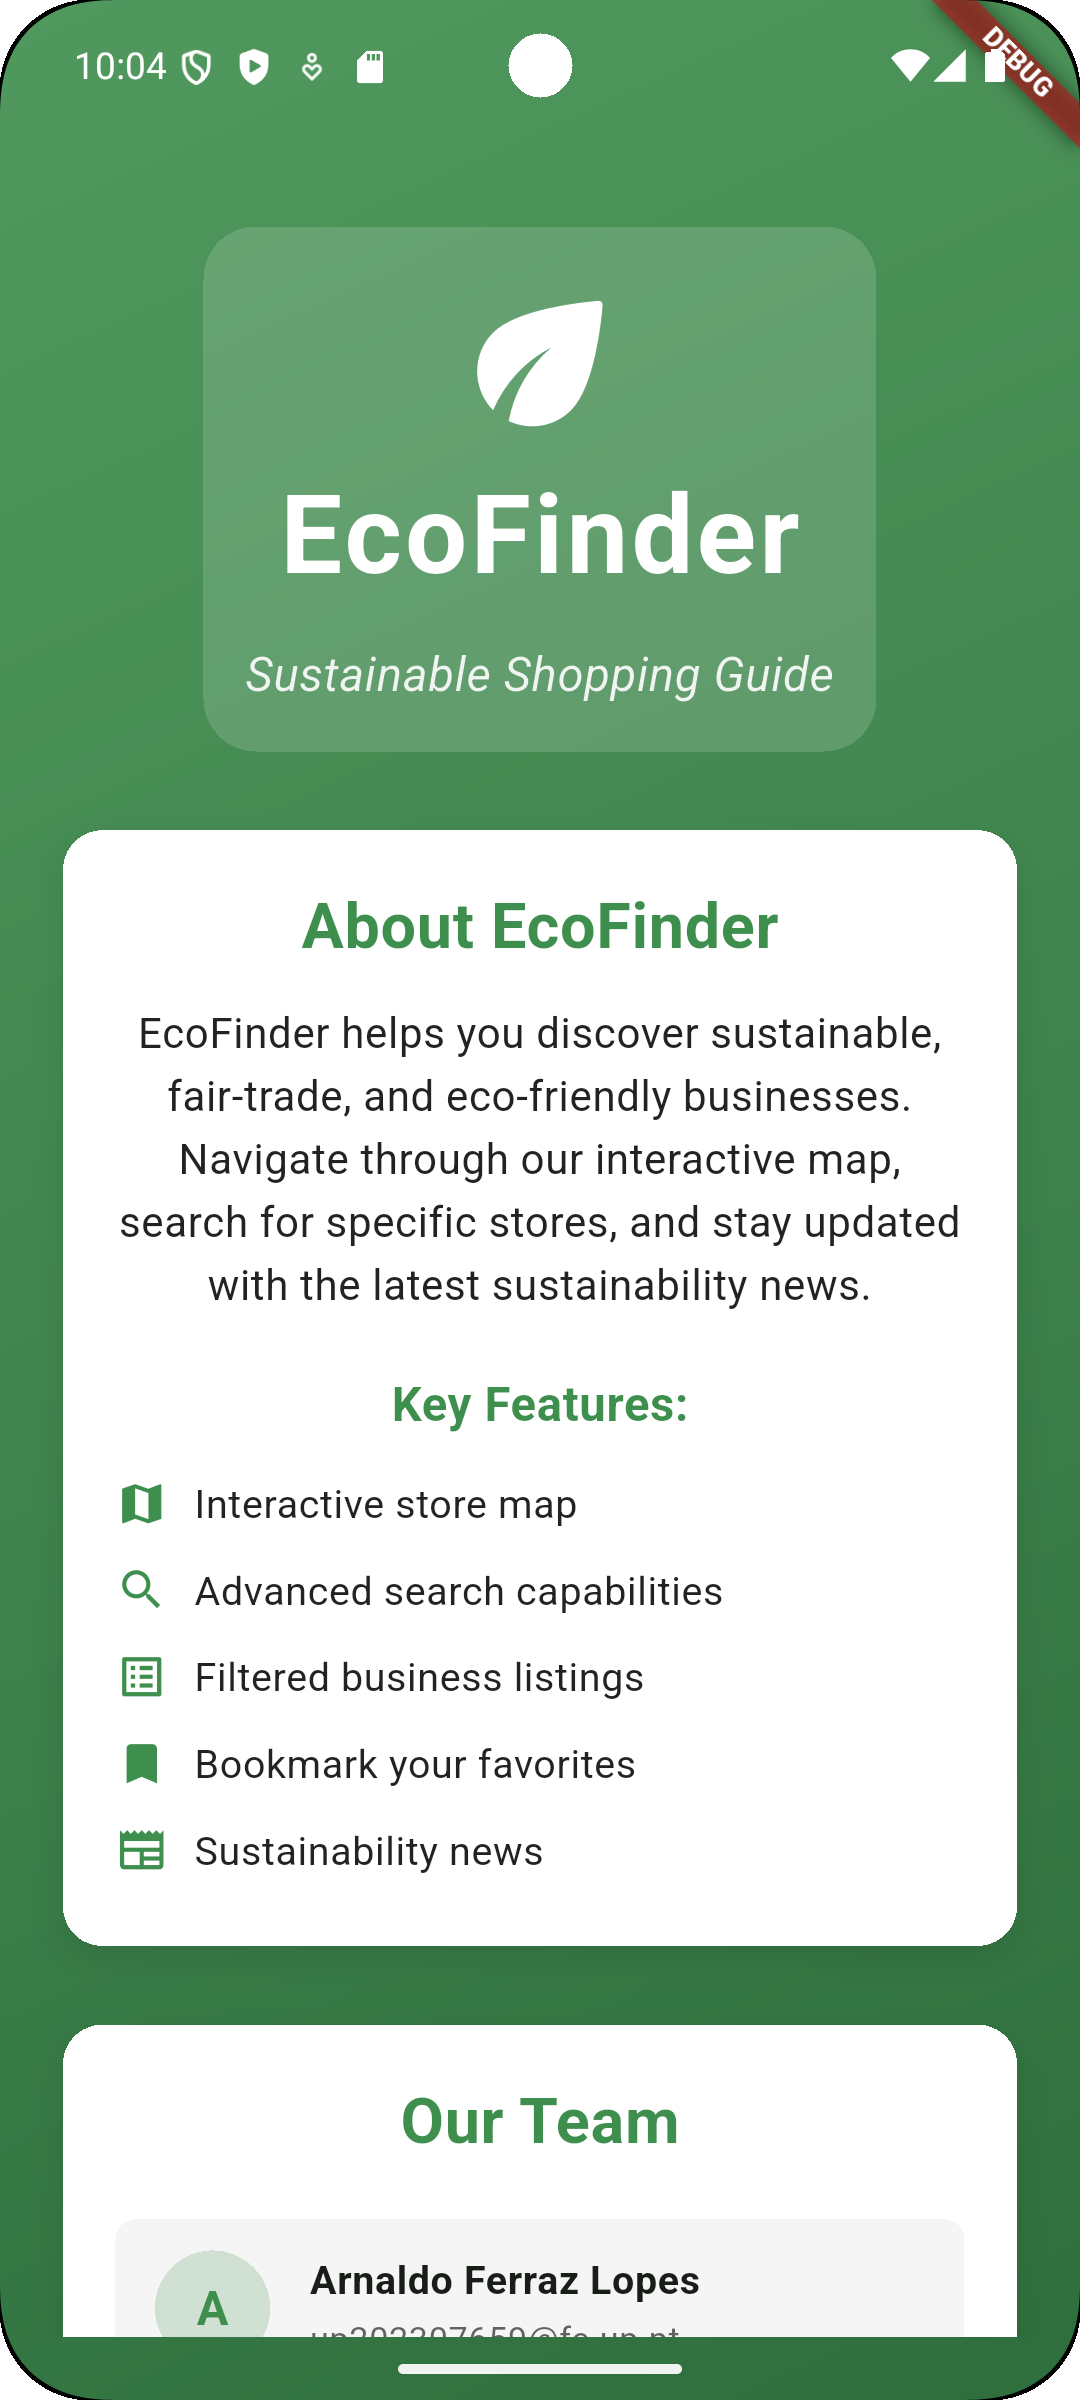 10:04
DEBUG
EcoFinder
Sustainable Shopping Guide
About EcoFinder
EcoFinder helps you discover sustainable,
fair-trade, and eco-friendly businesses.
Navigate through our interactive map,
search for specific stores, and stay updated
with the latest sustainability news.
Key Features:
Interactive store map
Advanced search capabilities
Filtered business listings
Bookmark your favorites
Sustainability news
Our Team
A
Arnaldo Ferraz Lopes